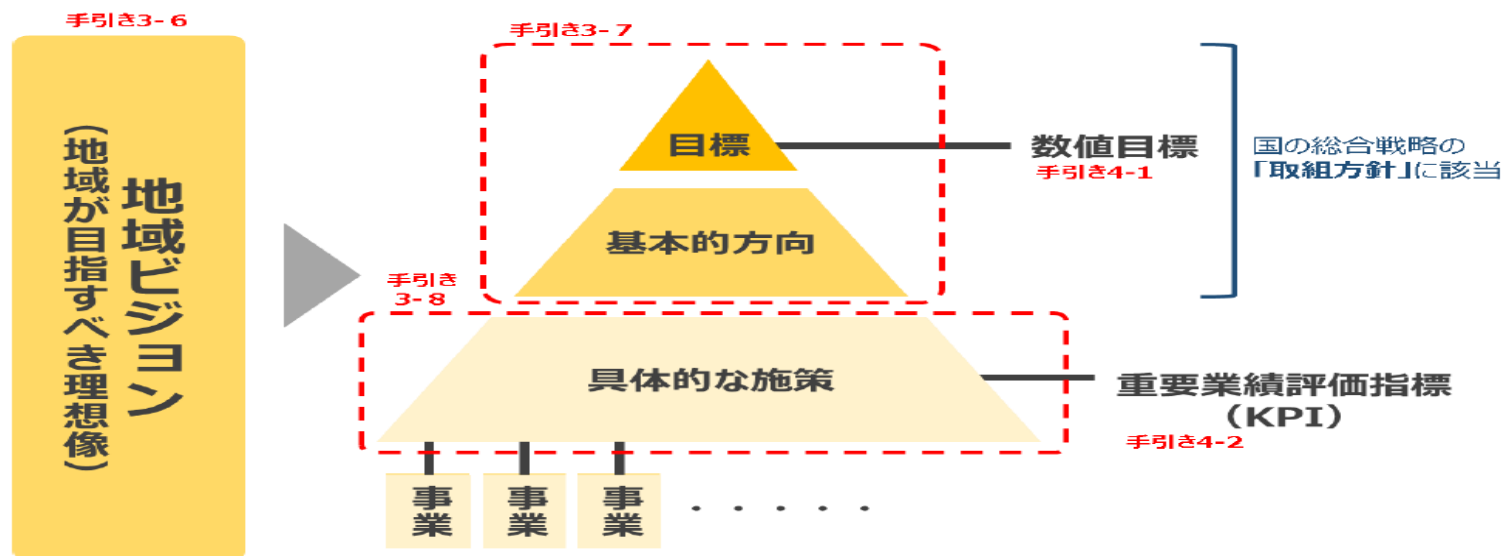 手引き3-6
地域ビジョン
（地域が目指すべき理想像）
手引き3-7
目標
数値目標
手引き4-1
国の総合戦略の
「取組方針」に該当
基本的方向
手引き
3-8
具体的な施策
重要業績評価指標
（KPI）
手引き4-2
事業
事業
事業
・・・・・